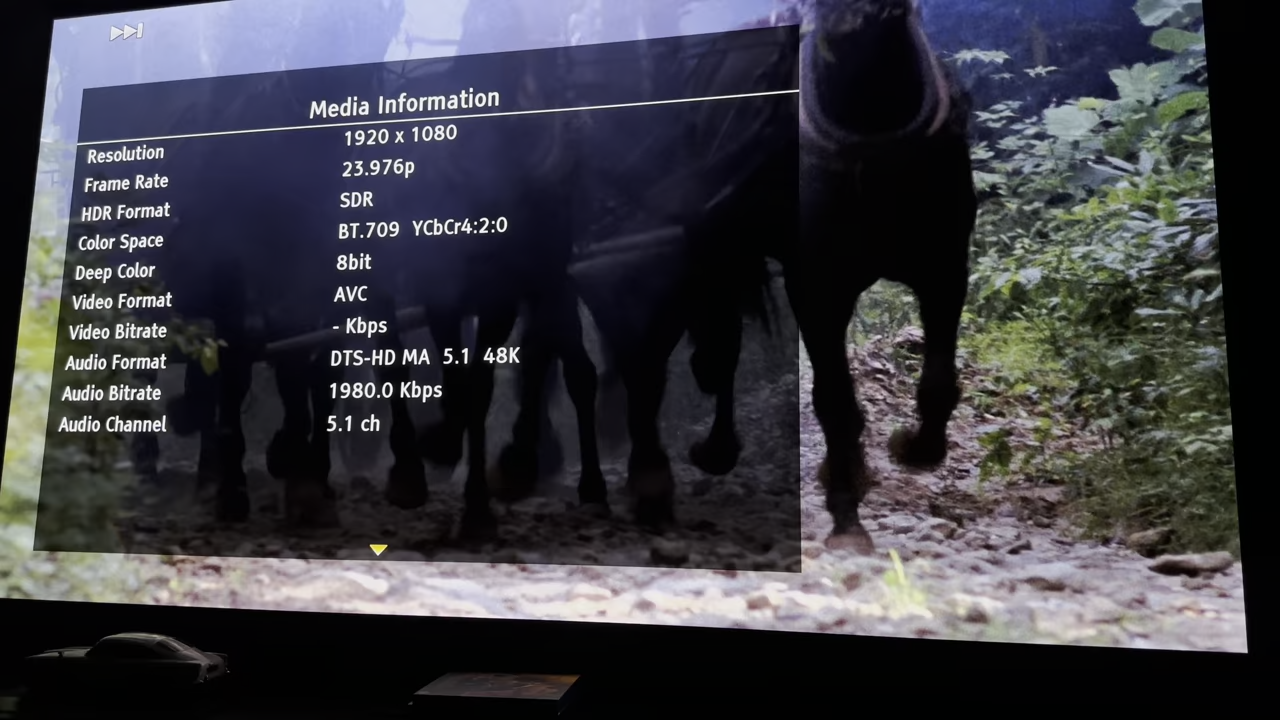 Media Information
Resolution 1920 x 1080
Frame Rate 23.976p
HDR Format SDR
Color Space BT.709 YCbCr4:2:0
Deep Color 8bit
Video Format AVC
Video Bitrate - Kbps
Audio Format DTS-HD MA 5.1 48K
Audio Bitrate 1980.0 Kbps
Audio Channel 5.1 ch